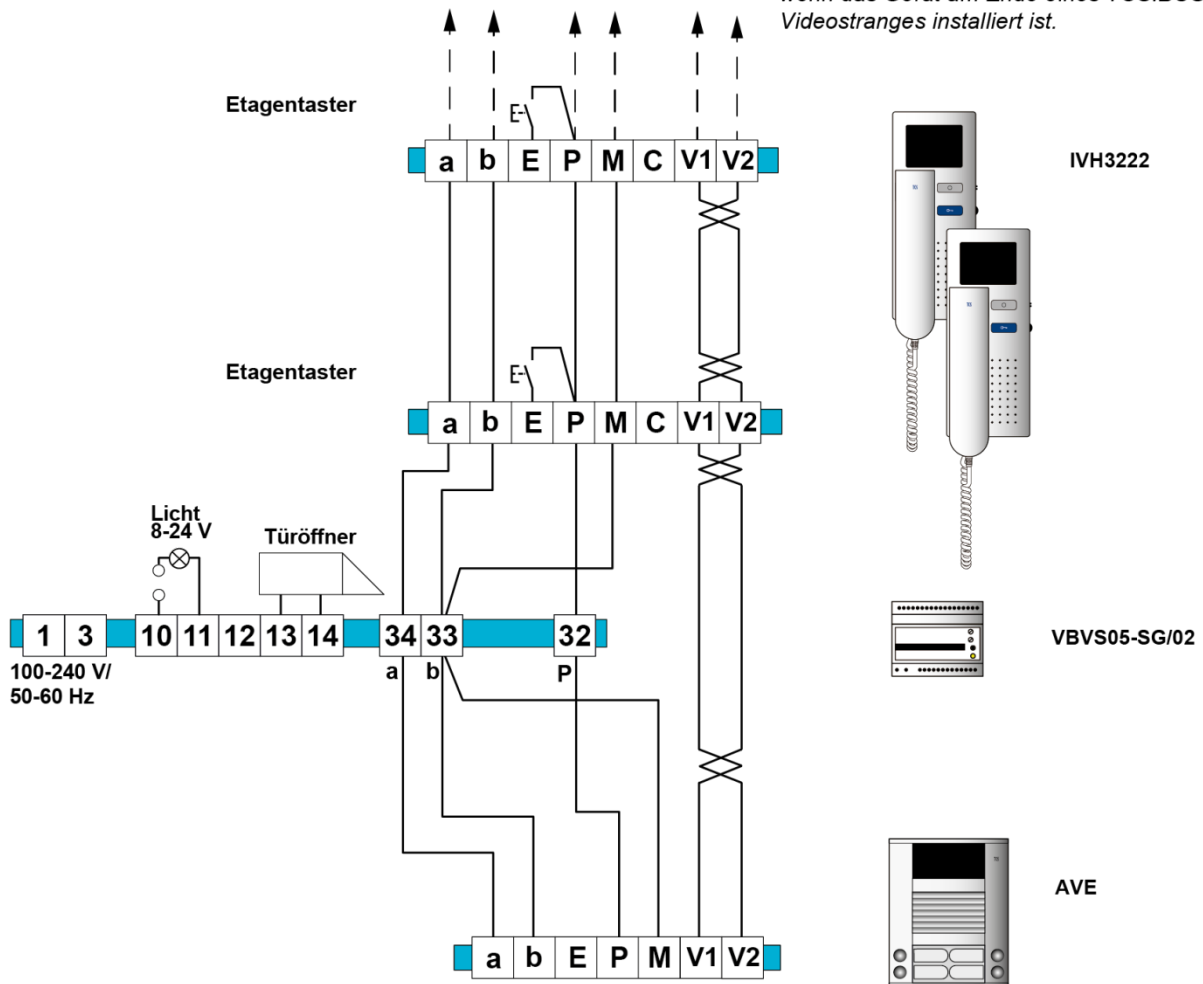 Videostranges installiert ist.
Etagentaster
a b E P M C V1 V2
IVH3222
Etagentaster
a b E P M C V1 V2
Licht
8-24 V
Türöffner
1 3 10 11 12 13 14 34 33 32
a b P
100-240 V/
50-60 Hz
VBVS05-SG/02
AVE
a b E P M V1 V2